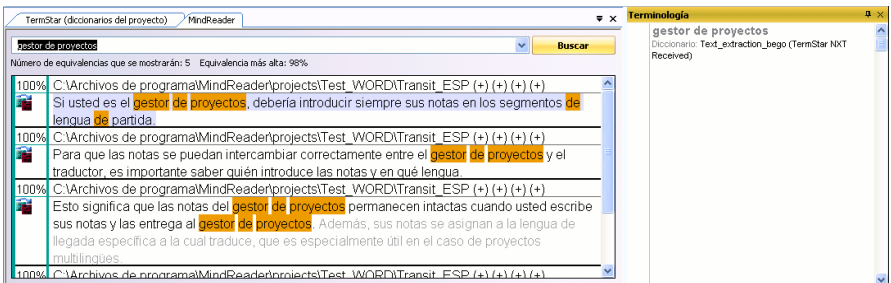 TermStar (diccionarios del proyecto) MindReader
gestor de proyectos
Buscar
Número de equivalencias que se mostrarán: 5 Equivalencia más alta: 98%
100% C:\Archivos de programa\MindReader\projects\Test_WORD\Transit_ESP (+) (+) (+) (+)
Si usted es el gestor de proyectos, debería introducir siempre sus notas en los segmentos de
lengua de partida.
100% C:\Archivos de programa\MindReader\projects\Test_WORD\Transit_ESP (+) (+) (+) (+)
Para que las notas se puedan intercambiar correctamente entre el gestor de proyectos y el
traductor, es importante saber quién introduce las notas y en qué lengua.
100% C:\Archivos de programa\MindReader\projects\Test_WORD\Transit_ESP (+) (+) (+) (+)
Esto significa que las notas del gestor de proyectos permanecen intactas cuando usted escribe
sus notas y las entrega al gestor de proyectos. Además, sus notas se asignan a la lengua de
llegada específica a la cual traduce, que es especialmente útil en el caso de proyectos
multilingües.
100% C:\Archivos de programa\MindReader\projects\Test_WORD\Transit_ESP (+) (+) (+) (+)
Terminología
gestor de proyectos
Diccionario: Text_extraction_bego (TermStar NXT
Received)